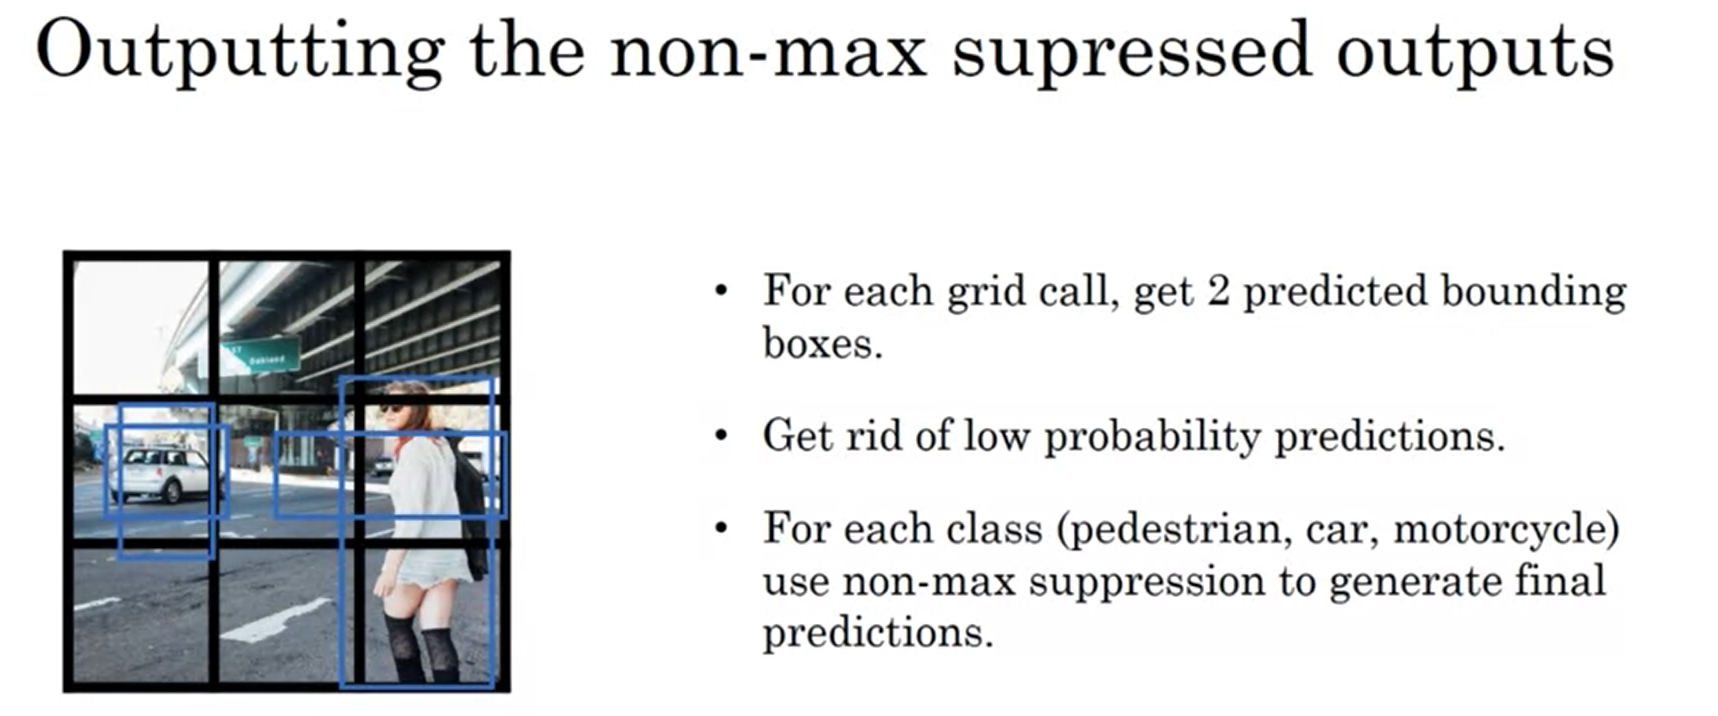 Outputting the non-max supressed outputs
• For each grid call, get 2 predicted bounding
boxes.
• Get rid of low probability predictions.
• For each class (pedestrian, car, motorcycle)
use non-max suppression to generate final
predictions.
Oakland